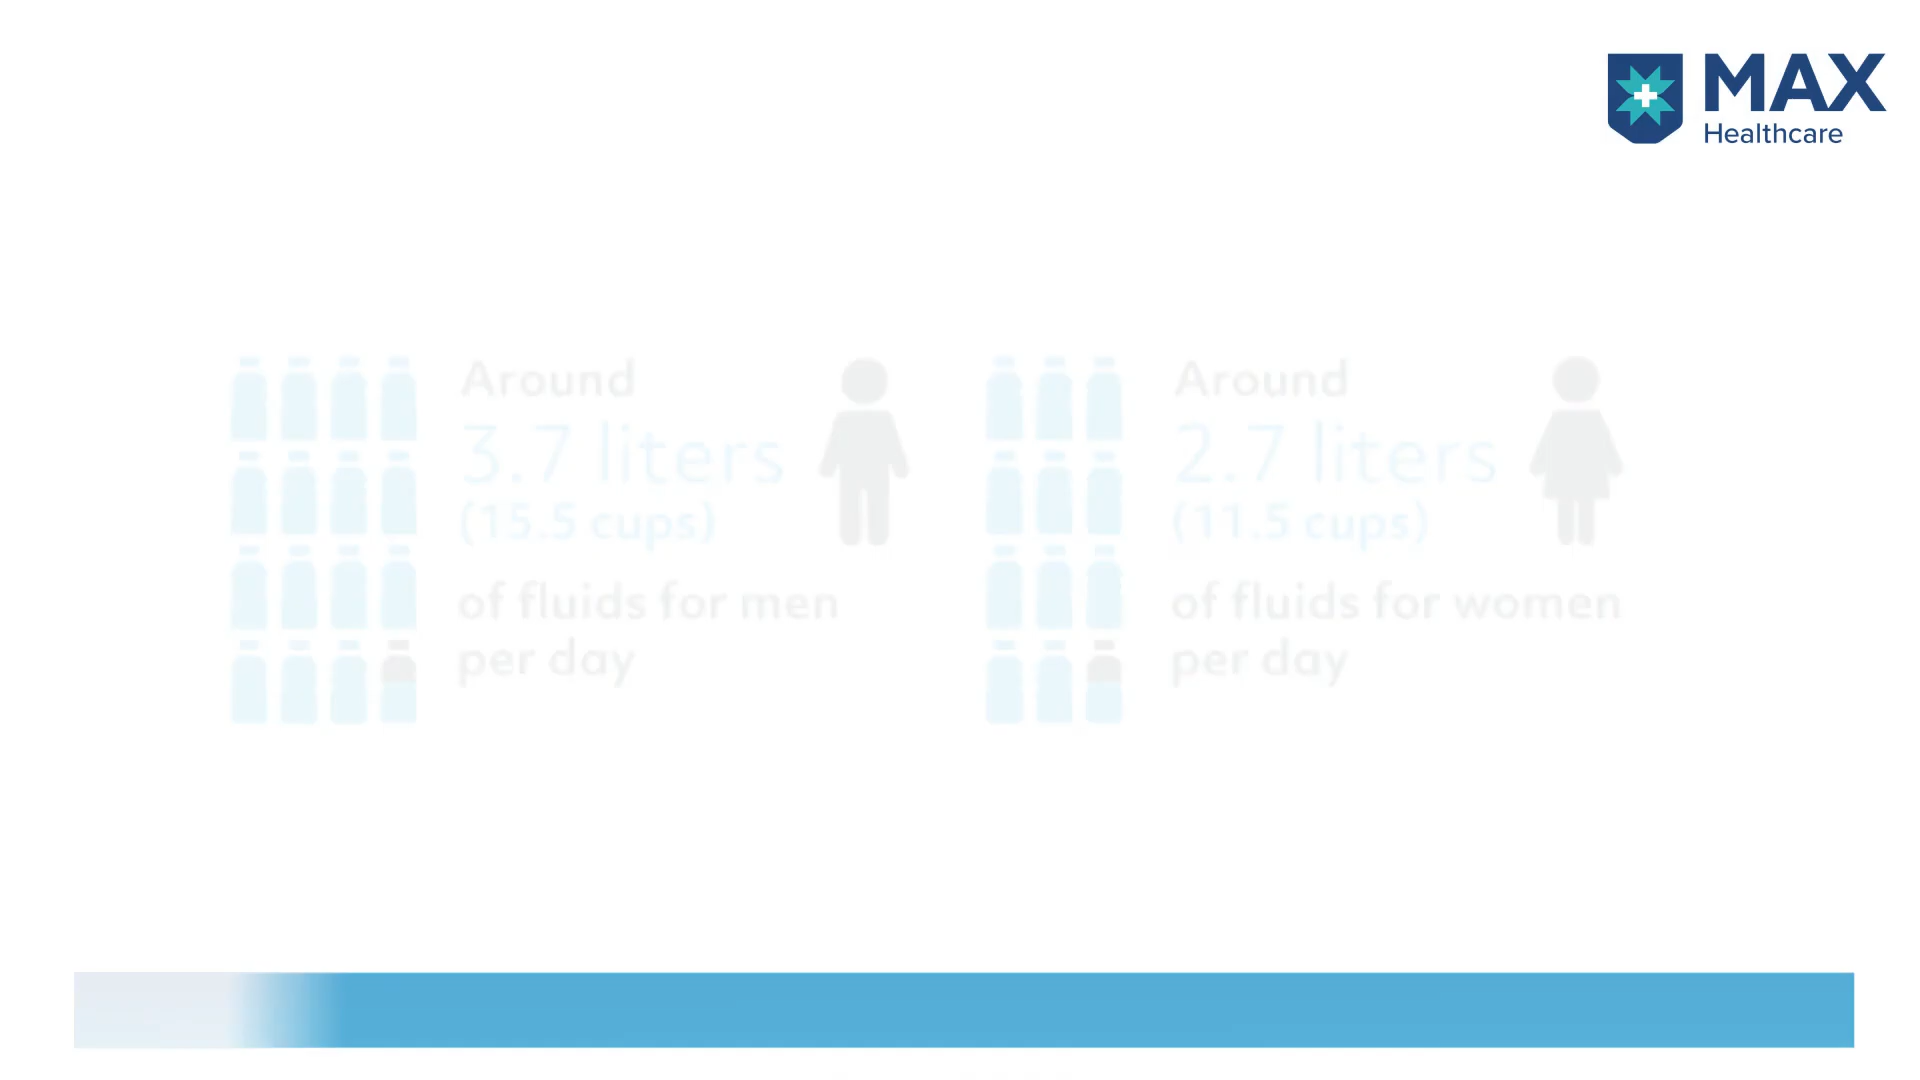 MAX
Healthcare
Around
3.7 liters
(15.5 cups)
of fluids for men
per day
Around
2.7 liters
(11.5 cups)
of fluids for women
per day